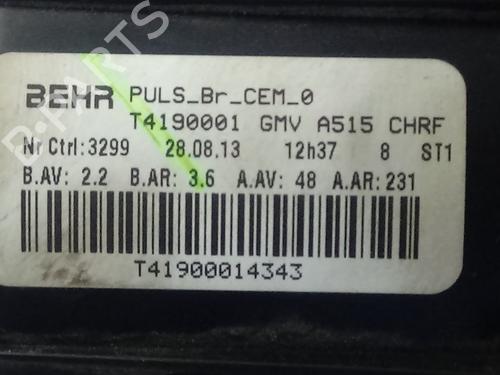 B-PARTS
BEHR PULS_Br_CEM_0
T4190001 GMV A515 CHRF
Nr Ctrl:3299 28.08.13 12h37 8 ST1
B.AV: 2.2 B.AR: 3.6 A.AV: 48 A.AR: 231
T41900014343